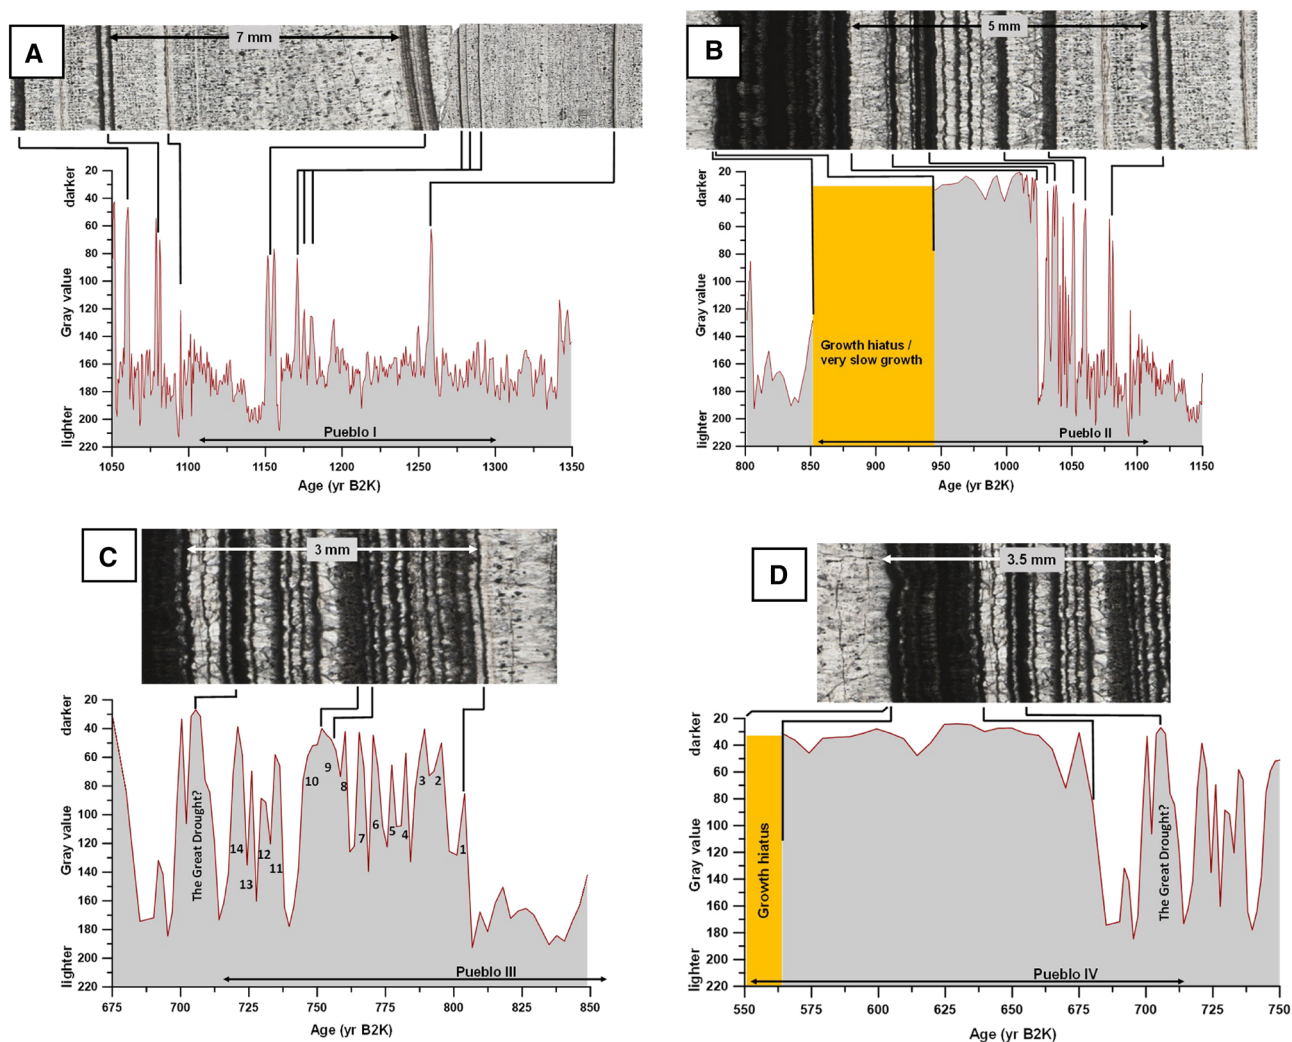 A
7 mm
darker
20
40
60
80
100
120
140
160
180
200
220
Gray value
lighter
Pueblo I
1050
1100
1150
1200
1250
1300
1350
Age (yr B2K)
B
5 mm
darker
20
40
60
80
100
120
140
160
180
200
220
Gray value
lighter
Growth hiatus /
very slow growth
Pueblo II
800
850
900
950
1000
1050
1100
1150
Age (yr B2K)
C
3 mm
darker
20
40
60
80
100
120
140
160
180
200
220
Gray value
lighter
The Great Drought?
14
13
12
11
10
9
8
7
6
5
4
3
2
1
Pueblo III
675
700
725
750
775
800
825
850
Age (yr B2K)
D
3.5 mm
darker
20
40
60
80
100
120
140
160
180
200
220
Gray value
lighter
Growth hiatus
The Great Drought?
Pueblo IV
550
575
600
625
650
675
700
725
750
Age (yr B2K)